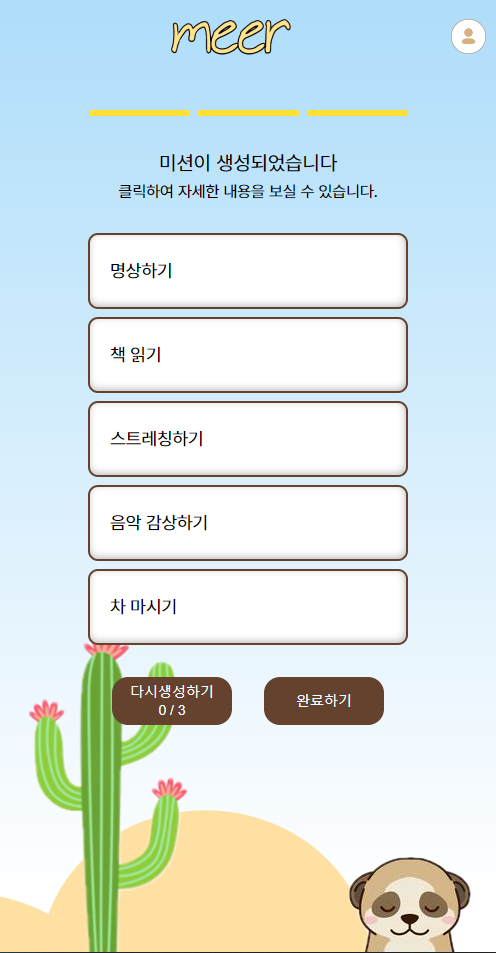 meer
미션이 생성되었습니다
클릭하여 자세한 내용을 보실 수 있습니다.
명상하기
책 읽기
스트레칭하기
음악 감상하기
차 마시기
다시생성하기
0 / 3
완료하기